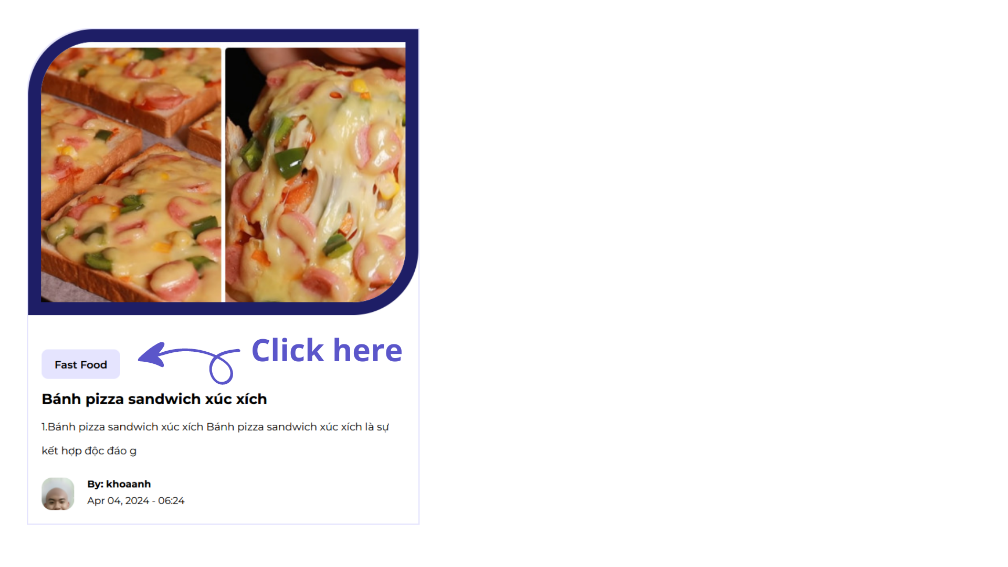 Fast Food
Click here
Bánh pizza sandwich xúc xích
1.Bánh pizza sandwich xúc xích Bánh pizza sandwich xúc xích là sự
kết hợp độc đáo g
By: khoaanh
Apr 04, 2024 - 06:24